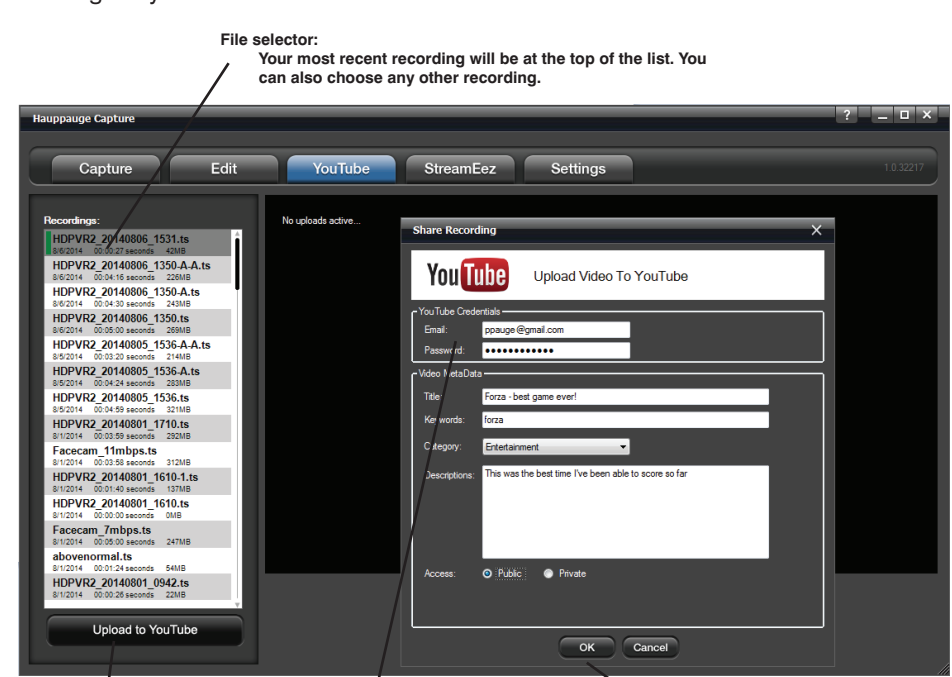 File selector:
Your most recent recording will be at the top of the list. You
can also choose any other recording.
Hauppauge Capture
?
Capture
Edit
YouTube
StreamEez
Settings
1.0.32217
Recordings:
HDPVR2_20140806_1531.ts
8/6/2014 00:00:27 seconds 42MB
HDPVR2_20140806_1350-A-A.ts
8/6/2014 00:04:16 seconds 226MB
HDPVR2_20140806_1350-A.ts
8/6/2014 00:04:30 seconds 243MB
HDPVR2_20140806_1350.ts
8/6/2014 00:05:00 seconds 269MB
HDPVR2_20140805_1536-A-A.ts
8/5/2014 00:03:20 seconds 214MB
HDPVR2_20140805_1536-A.ts
8/5/2014 00:04:24 seconds 283MB
HDPVR2_20140805_1536.ts
8/5/2014 00:04:59 seconds 321MB
HDPVR2_20140801_1710.ts
8/1/2014 00:03:59 seconds 292MB
Facecam_11mbps.ts
8/1/2014 00:03:58 seconds 312MB
HDPVR2_20140801_1610-1.ts
8/1/2014 00:01:40 seconds 137MB
HDPVR2_20140801_1610.ts
8/1/2014 00:00:00 seconds 0MB
Facecam_7mbps.ts
8/1/2014 00:05:00 seconds 247MB
abovenormal.ts
8/1/2014 00:01:24 seconds 54MB
HDPVR2_20140801_0942.ts
8/1/2014 00:00:26 seconds 22MB
Upload to YouTube
No uploads active...
Share Recording
YouTube
Upload Video To YouTube
YouTube Credentials
Email: ppauge@gmail.com
Password: ••••••••••••
Video MetaData
Title: Forza - best game ever!
Keywords: forza
Category: Entertainment
Descriptions: This was the best time I've been able to score so far
Access: Public Private
OK
Cancel